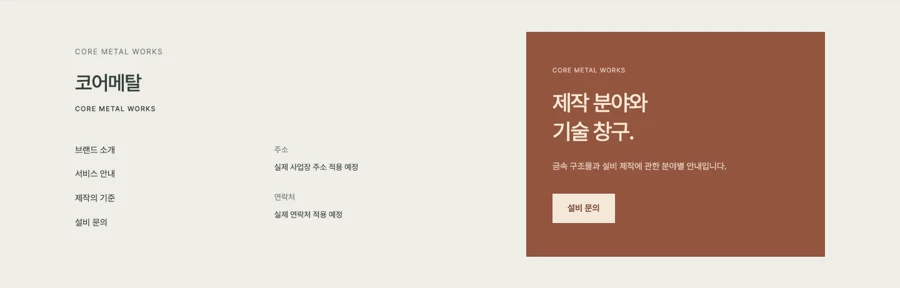 CORE METAL WORKS
코어메탈
CORE METAL WORKS
브랜드 소개
서비스 안내
제작의 기준
설비 문의
주소
실제 사업장 주소 적용 예정
연락처
실제 연락처 적용 예정
CORE METAL WORKS
제작 분야와
기술 창구.
금속 구조물과 설비 제작에 관한 분야별 안내입니다.
설비 문의